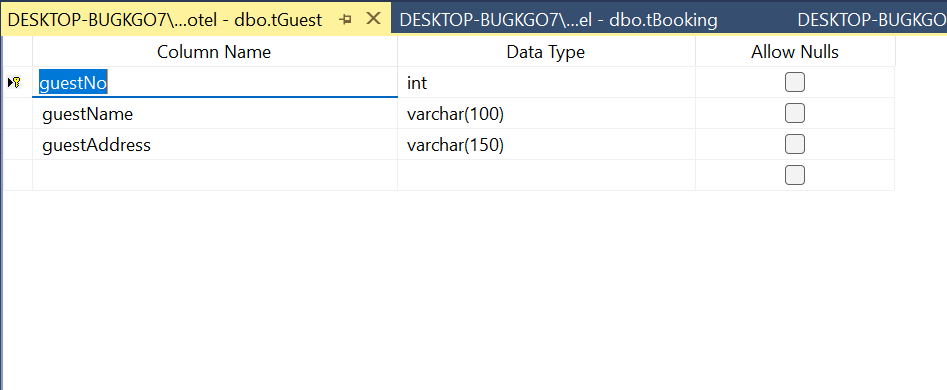 DESKTOP-BUGKGO7\...otel - dbo.tGuest DESKTOP-BUGKGO7\...el - dbo.tBooking DESKTOP-BUGKGO
Column Name Data Type Allow Nulls
guestNo int
guestName varchar(100)
guestAddress varchar(150)